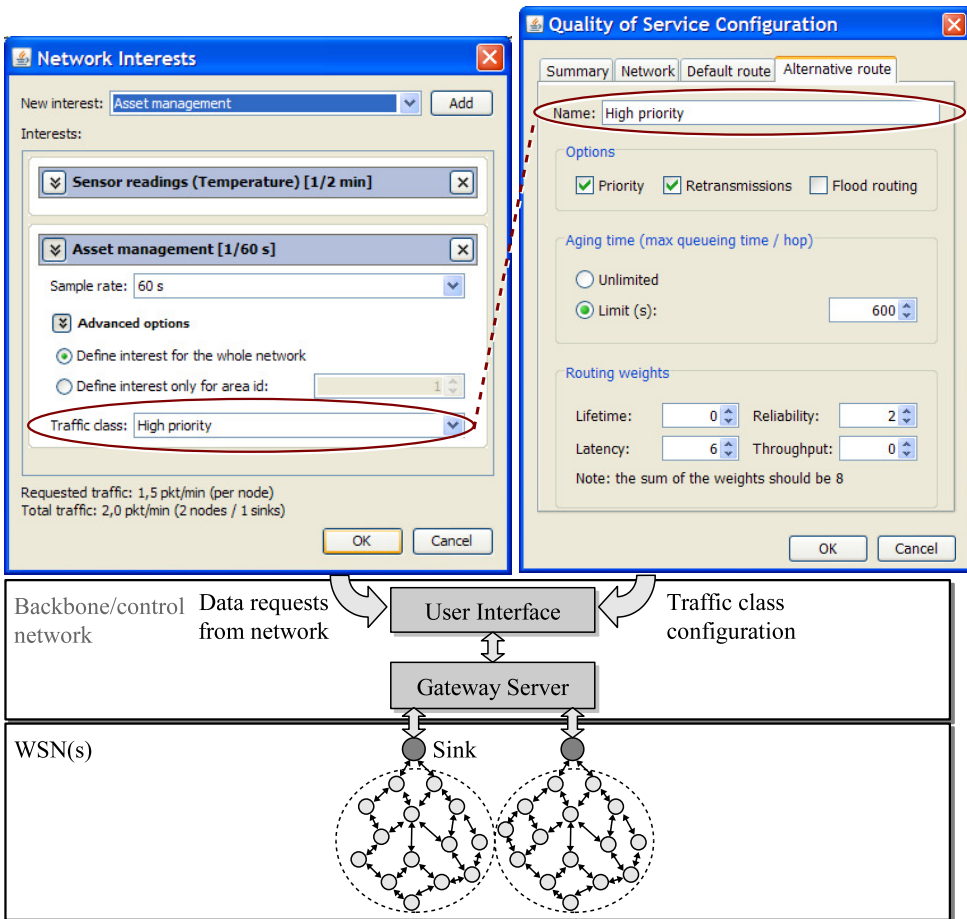 Network Interests
New interest: Asset management Add
Interests:
Sensor readings (Temperature) [1/2 min]
Asset management [1/60 s]
Sample rate: 60 s
Advanced options
Define interest for the whole network
Define interest only for area id: 1
Traffic class: High priority
Requested traffic: 1,5 pkt/min (per node)
Total traffic: 2,0 pkt/min (2 nodes / 1 sinks)
OK Cancel
Quality of Service Configuration
Summary Network Default route Alternative route
Name: High priority
Options
Priority Retransmissions Flood routing
Aging time (max queueing time / hop)
Unlimited
Limit (s): 600
Routing weights
Lifetime: 0 Reliability: 2
Latency: 6 Throughput: 0
Note: the sum of the weights should be 8
OK Cancel
Backbone/control
network
Data requests
from network
User Interface
Traffic class
configuration
Gateway Server
WSN(s)
Sink